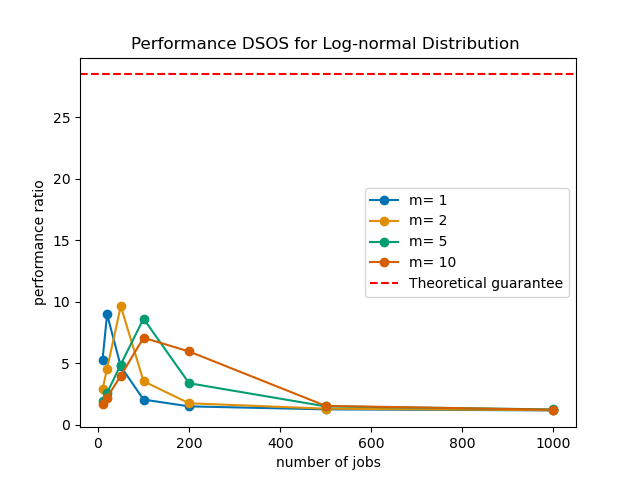 Performance DSOS for Log-normal Distribution
performance ratio
25
20
15
10
5
0
m= 1
m= 2
m= 5
m= 10
Theoretical guarantee
0 200 400 600 800 1000
number of jobs